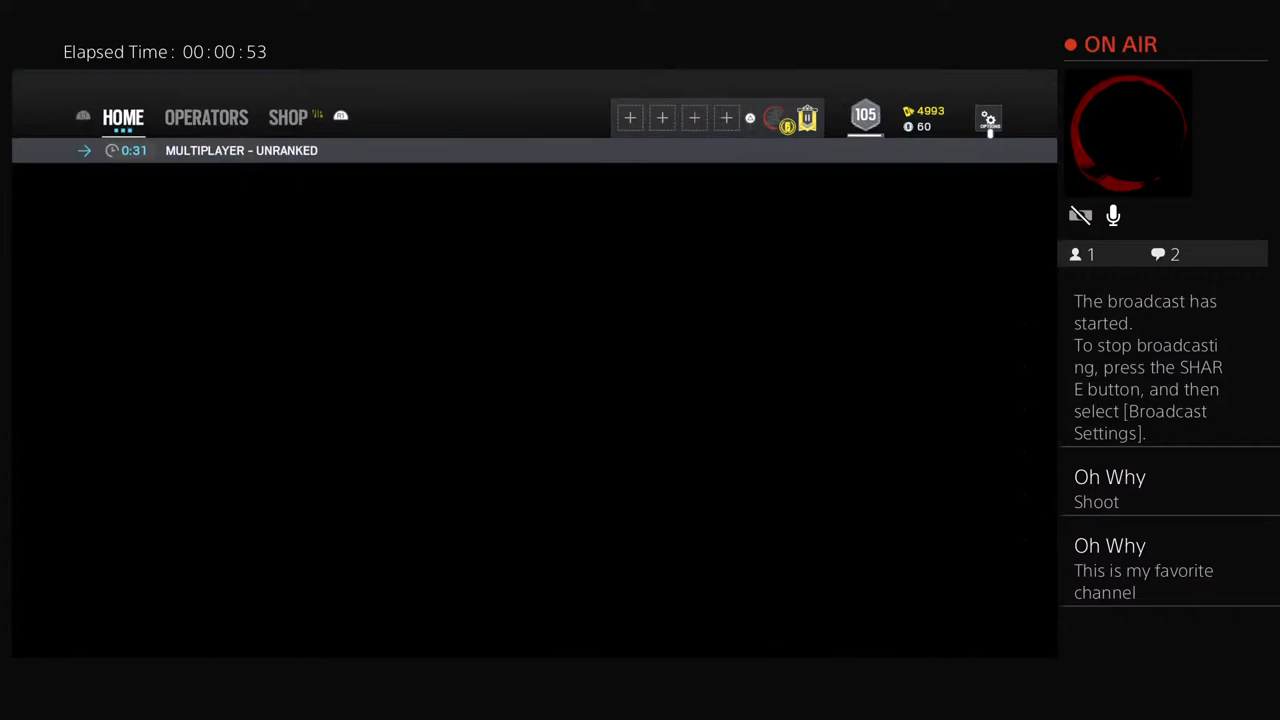 Elapsed Time: 00:00:53
ON AIR
HOME OPERATORS SHOP R1
105
4993
60
OPTIONS
0:31 MULTIPLAYER - UNRANKED
1 2
The broadcast has
started.
To stop broadcasti
ng, press the SHAR
E button, and then
select [Broadcast
Settings].
Oh Why
Shoot
Oh Why
This is my favorite
channel